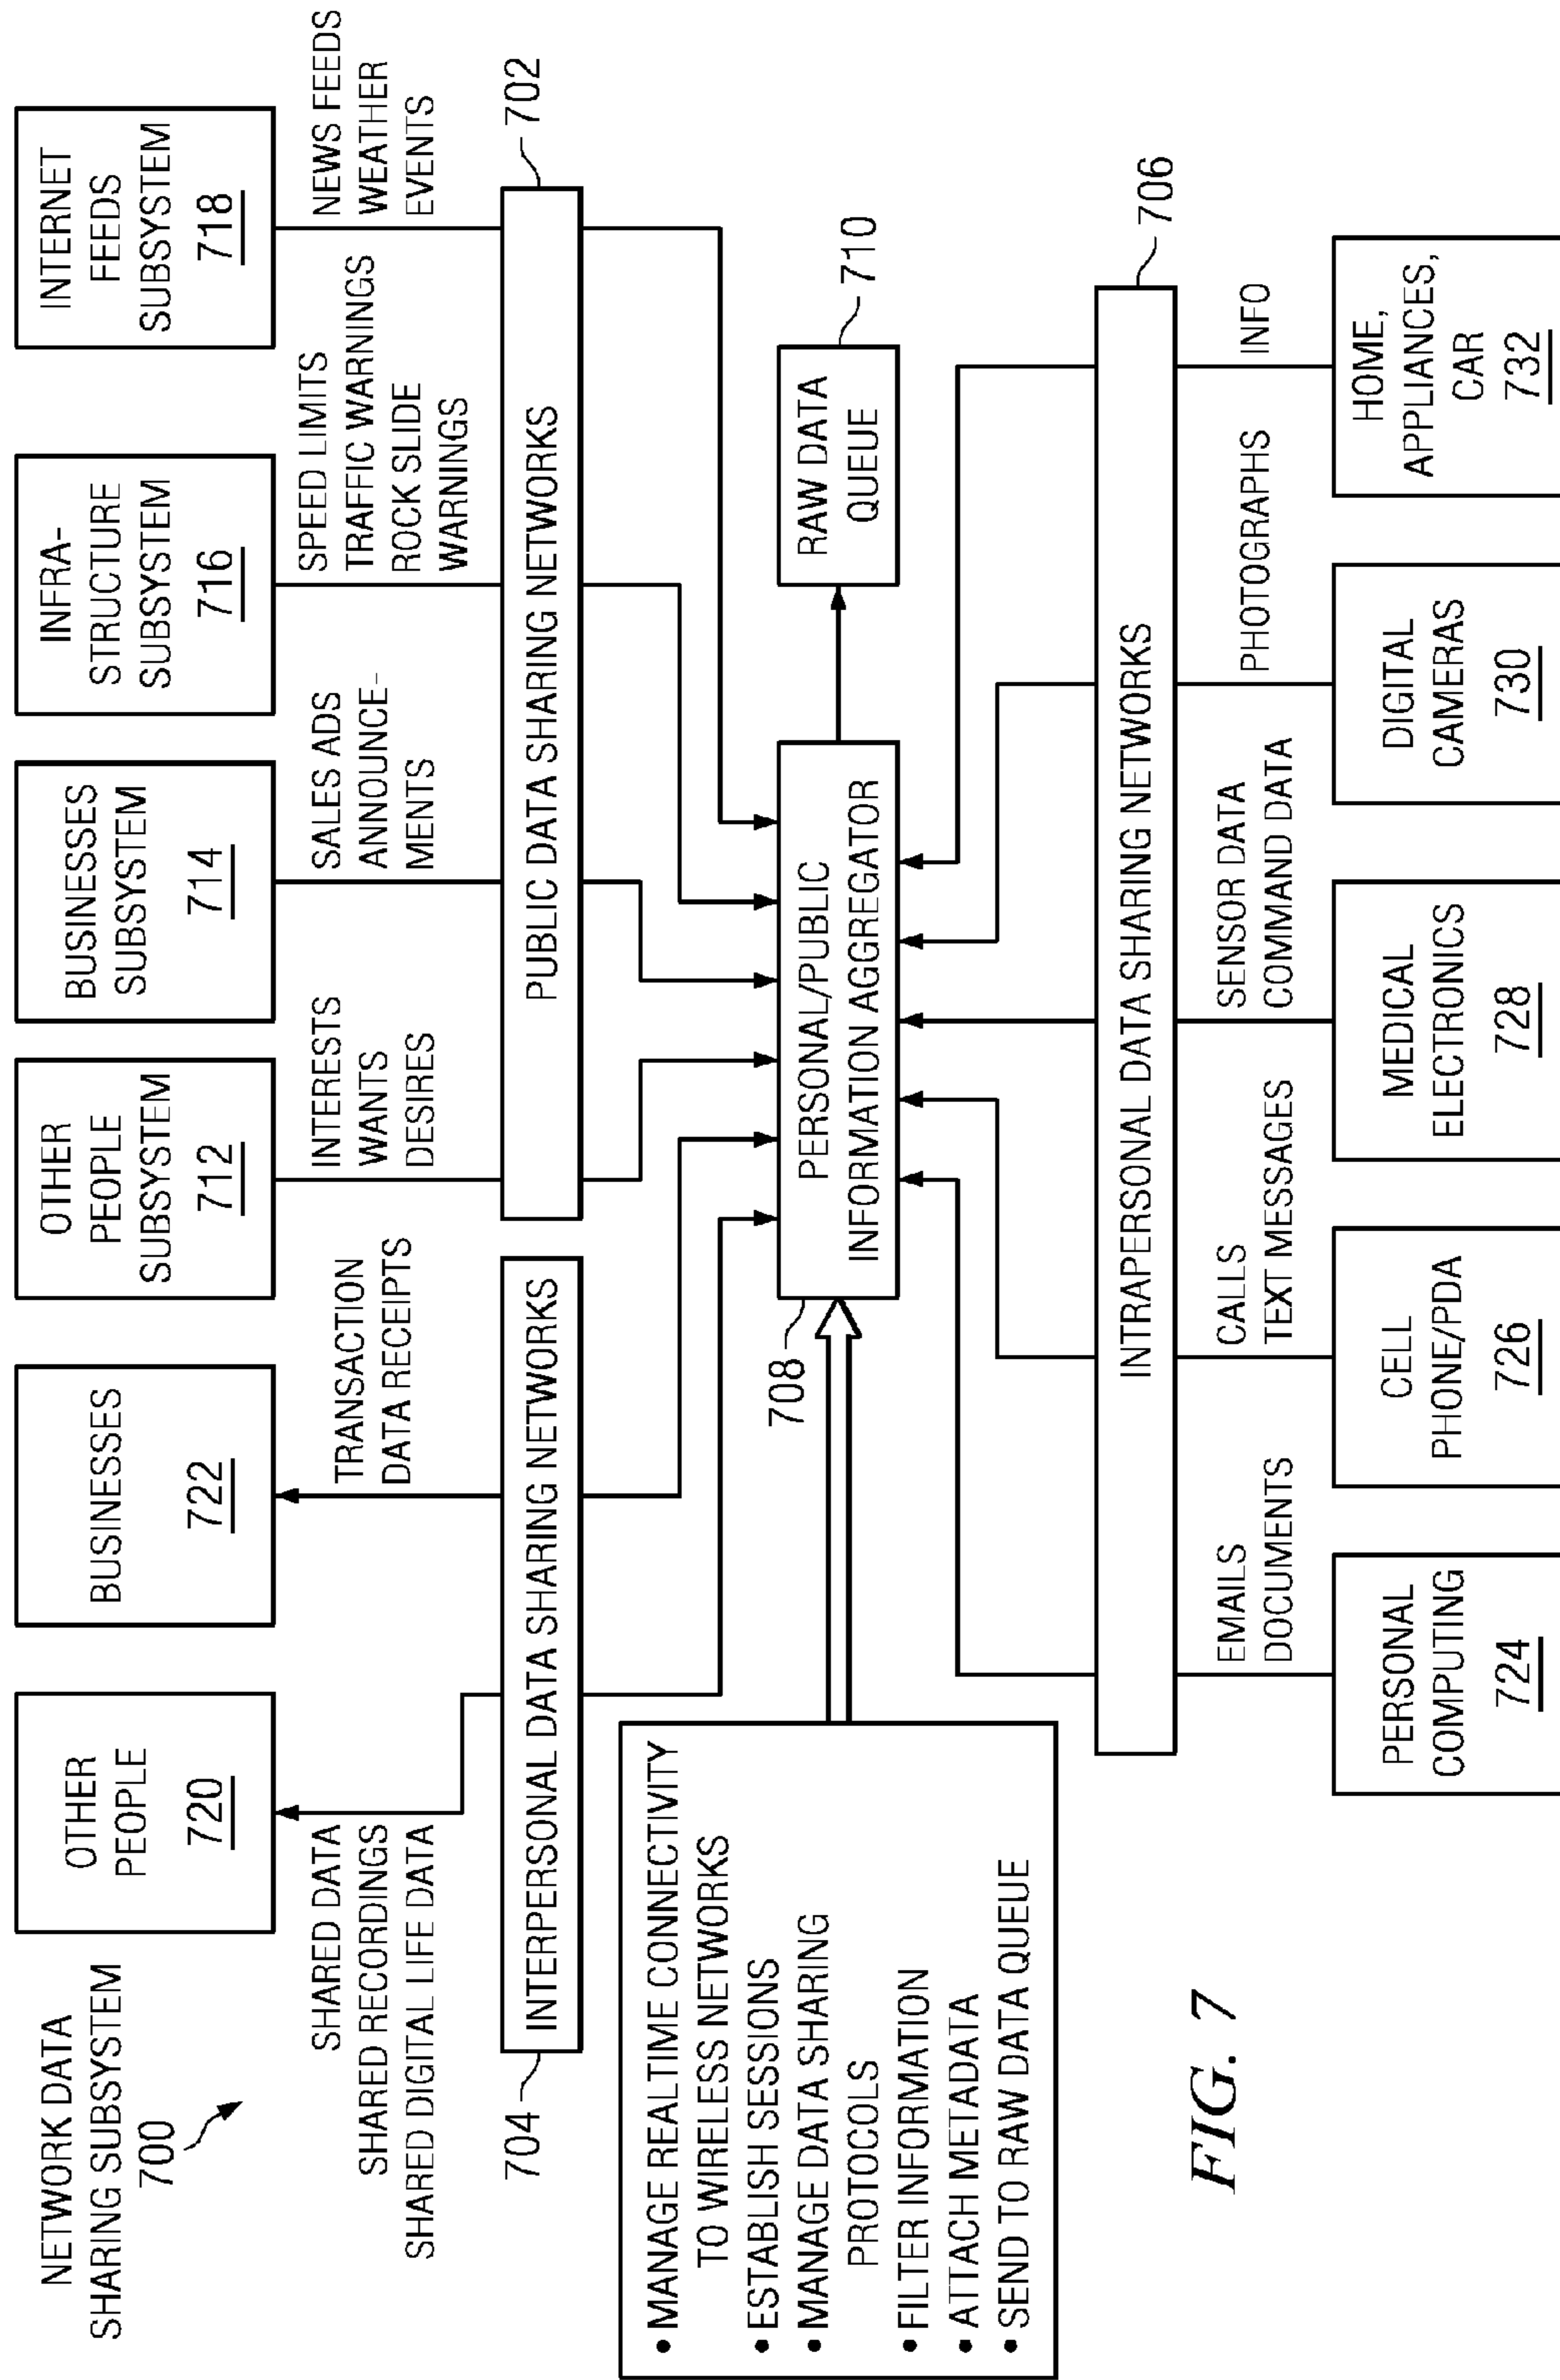 NETWORK DATA
SHARING SUBSYSTEM
700
OTHER
PEOPLE
720
BUSINESSES
722
OTHER
PEOPLE
SUBSYSTEM
712
BUSINESSES
SUBSYSTEM
714
INFRA-
STRUCTURE
SUBSYSTEM
716
INTERNET
FEEDS
SUBSYSTEM
718
SHARED DATA
SHARED RECORDINGS
SHARED DIGITAL LIFE DATA
TRANSACTION
DATA RECEIPTS
INTERESTS
WANTS
DESIRES
SALES ADS
ANNOUNCE-
MENTS
SPEED LIMITS
TRAFFIC WARNINGS
ROCK SLIDE
WARNINGS
NEWS FEEDS
WEATHER
EVENTS
704
INTERPERSONAL DATA SHARING NETWORKS
PUBLIC DATA SHARING NETWORKS
702
• MANAGE REALTIME CONNECTIVITY
TO WIRELESS NETWORKS
• ESTABLISH SESSIONS
• MANAGE DATA SHARING
PROTOCOLS
• FILTER INFORMATION
• ATTACH METADATA
• SEND TO RAW DATA QUEUE
708
PERSONAL/PUBLIC
INFORMATION AGGREGATOR
RAW DATA
QUEUE
710
INTRAPERSONAL DATA SHARING NETWORKS
706
EMAILS
DOCUMENTS
CALLS
TEXT MESSAGES
SENSOR DATA
COMMAND DATA
PHOTOGRAPHS
INFO
PERSONAL
COMPUTING
724
CELL
PHONE/PDA
726
MEDICAL
ELECTRONICS
728
DIGITAL
CAMERAS
730
HOME,
APPLIANCES,
CAR
732
FIG. 7